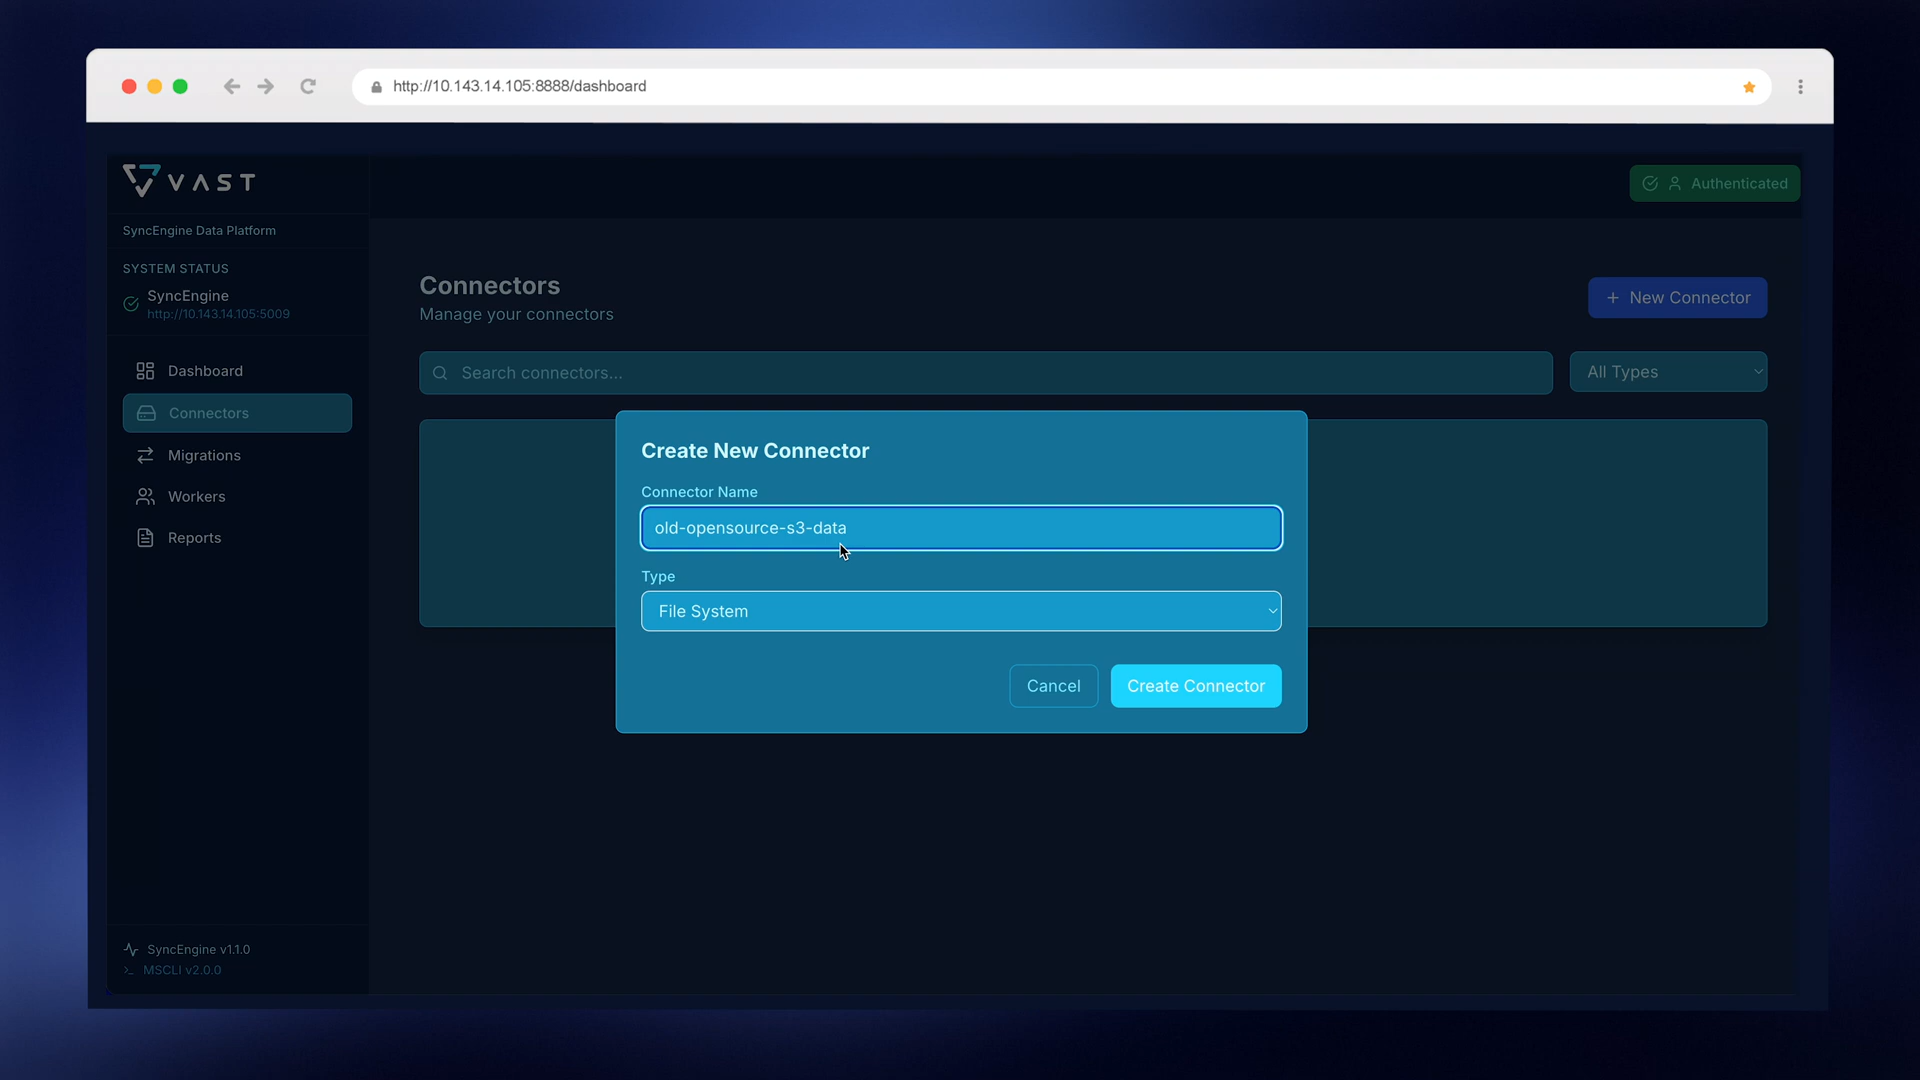 http://10.143.14.105:8888/dashboard
VAST
Authenticated
SyncEngine Data Platform
SYSTEM STATUS
SyncEngine
http://10.143.14.105:5009
Dashboard
Connectors
Migrations
Workers
Reports
SyncEngine v1.1.0
MSCLI v2.0.0
Connectors
Manage your connectors
+ New Connector
Search connectors...
All Types
Create New Connector
Connector Name
old-opensource-s3-data
Type
File System
Cancel
Create Connector